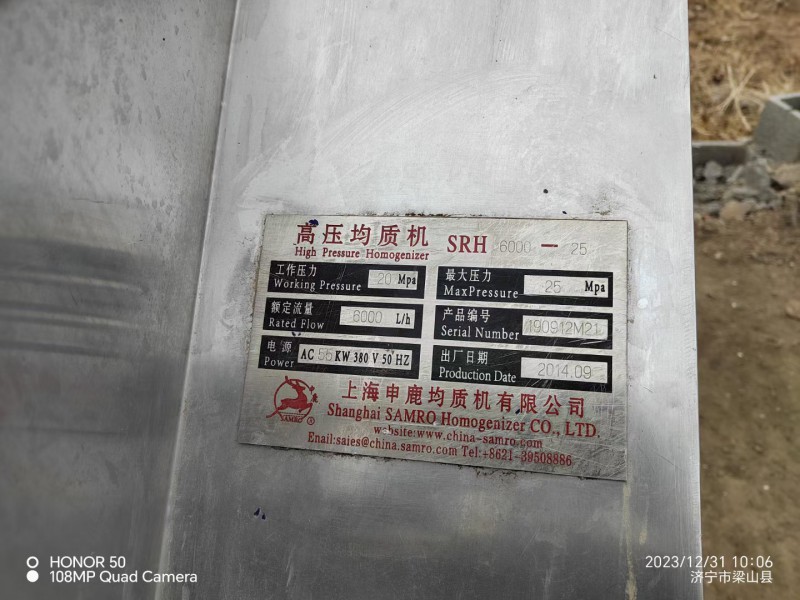 高压均质机 SRH 6000 — 25
High Pressure Homogenizer
工作压力 20 Mpa
Working Pressure
最大压力 25 Mpa
MaxPressure
额定流量 6000 L/h
Rated Flow
产品编号 190912M21
Serial Number
电源 AC 55 KW 380 V 50 HZ
Power
出厂日期 2014.09
Production Date
上海申鹿均质机有限公司
SAMRO R
Shanghai SAMRO Homogenizer CO., LTD.
website:www.china-samro.com
Enail:saies@china.samro.com Tel:+8621-39508886
HONOR 50
108MP Quad Camera
2023/12/31 10:06
济宁市梁山县